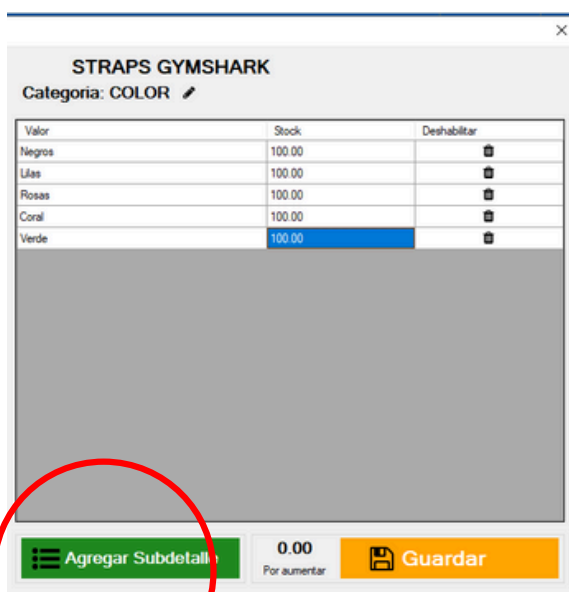 STRAPS GYMSHARK
Categoria: COLOR
Valor Stock Deshabilitar
Negros 100.00
Lilas 100.00
Rosas 100.00
Coral 100.00
Verde 100.00
Agregar Subdetalle 0.00 Guardar
Por aumentar